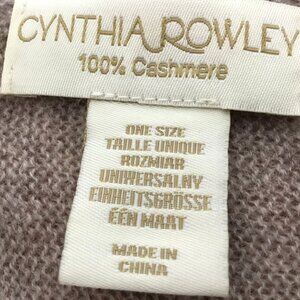 CYNTHIA ROWLEY
100% Cashmere
ONE SIZE
TAILLE UNIQUE
ROZMIAR
UNIWERSALNY
EINHEITSGRÖSSE
ÉÉN MAAT
MADE IN
CHINA